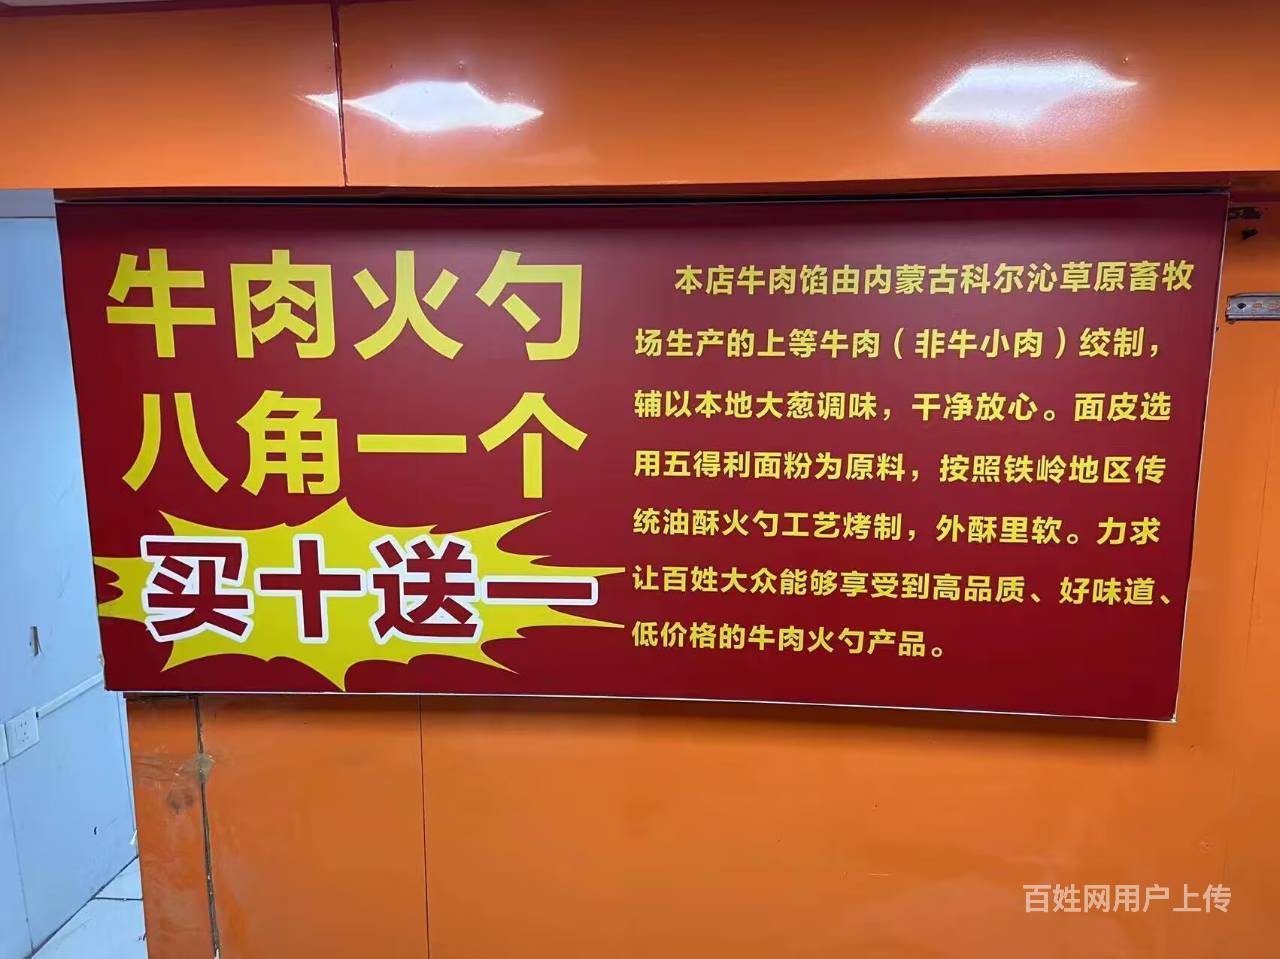 牛肉火勺
八角一个
买十送一
本店牛肉馅由内蒙古科尔沁草原畜牧
场生产的上等牛肉（非牛小肉）绞制，
辅以本地大葱调味，干净放心。面皮选
用五得利面粉为原料，按照铁岭地区传
统油酥火勺工艺烤制，外酥里软。力求
让百姓大众能够享受到高品质、好味道、
低价格的牛肉火勺产品。
百姓网用户上传